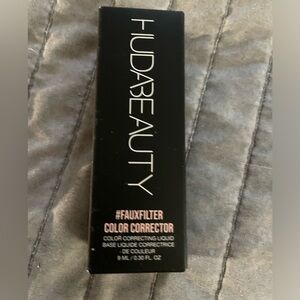 HUDABEAUTY
#FAUXFILTER
COLOR CORRECTOR
COLOR CORRECTING LIQUID
BASE LIQUIDE CORRECTRICE
DE COULEUR
9 ML / 0.30 FL. OZ